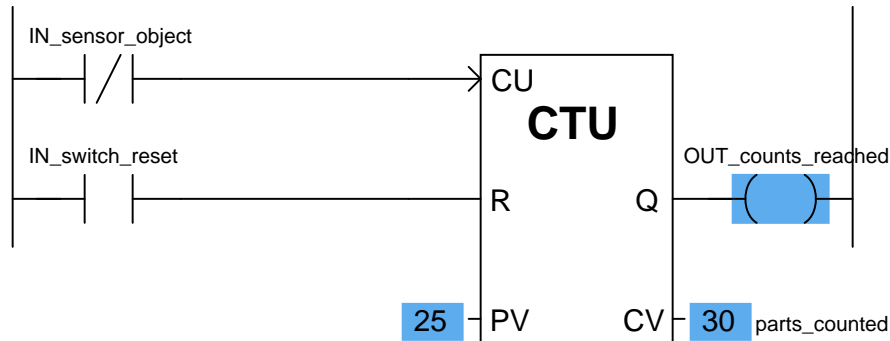 IN_sensor_object
CU
CTU
IN_switch_reset
OUT_counts_reached
R
Q
25
PV
CV
30
parts_counted